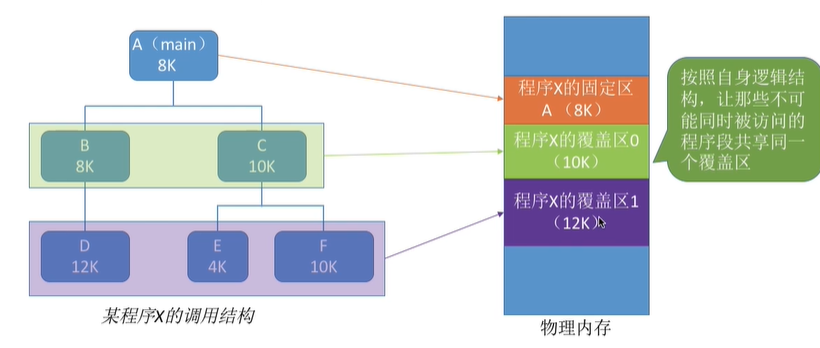 A（main）
8K
B
8K
C
10K
D
12K
E
4K
F
10K
某程序X的调用结构
程序X的固定区
A （8K）
程序X的覆盖区0
（10K）
程序X的覆盖区1
（12K）
物理内存
按照自身逻辑结
构，让那些不可
能同时被访问的
程序段共享同一
个覆盖区